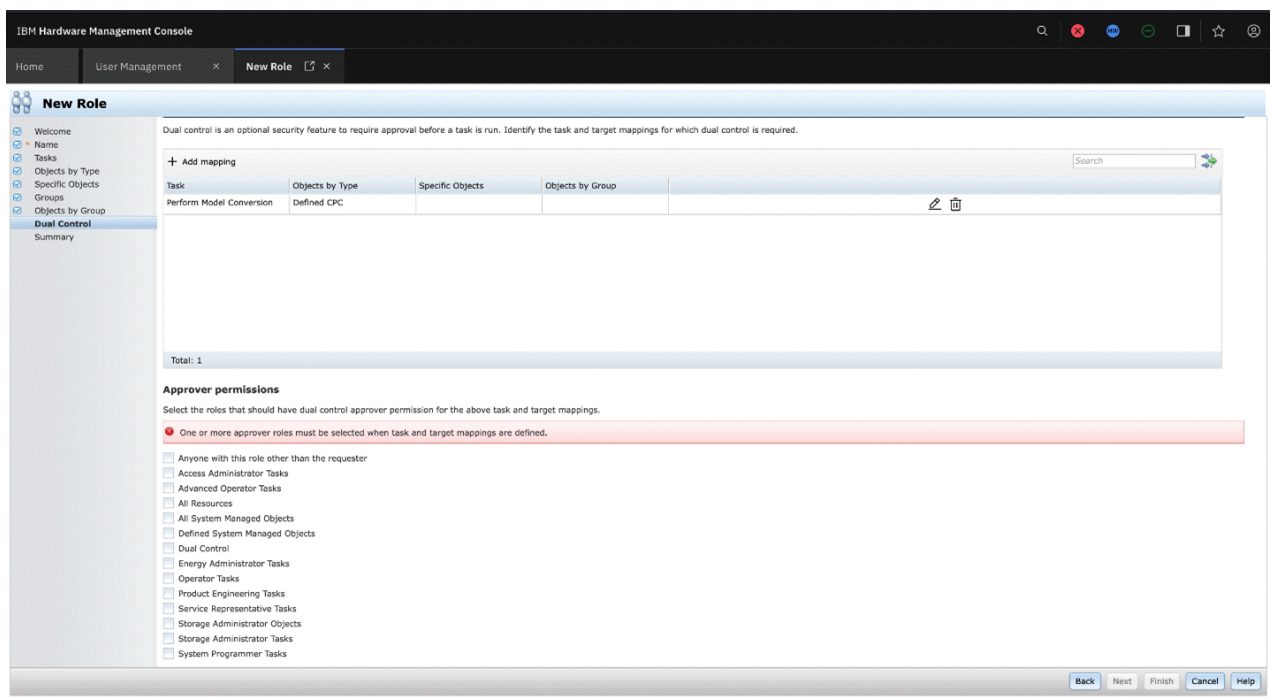 IBM Hardware Management Console
HW
Home User Management × New Role ×
New Role
Welcome
* Name
Tasks
Objects by Type
Specific Objects
Groups
Objects by Group
Dual Control
Summary
Dual control is an optional security feature to require approval before a task is run. Identify the task and target mappings for which dual control is required.
+ Add mapping Search
Task Objects by Type Specific Objects Objects by Group
Perform Model Conversion Defined CPC
Total: 1
Approver permissions
Select the roles that should have dual control approver permission for the above task and target mappings.
One or more approver roles must be selected when task and target mappings are defined.
Anyone with this role other than the requester
Access Administrator Tasks
Advanced Operator Tasks
All Resources
All System Managed Objects
Defined System Managed Objects
Dual Control
Energy Administrator Tasks
Operator Tasks
Product Engineering Tasks
Service Representative Tasks
Storage Administrator Objects
Storage Administrator Tasks
System Programmer Tasks
Back Next Finish Cancel Help